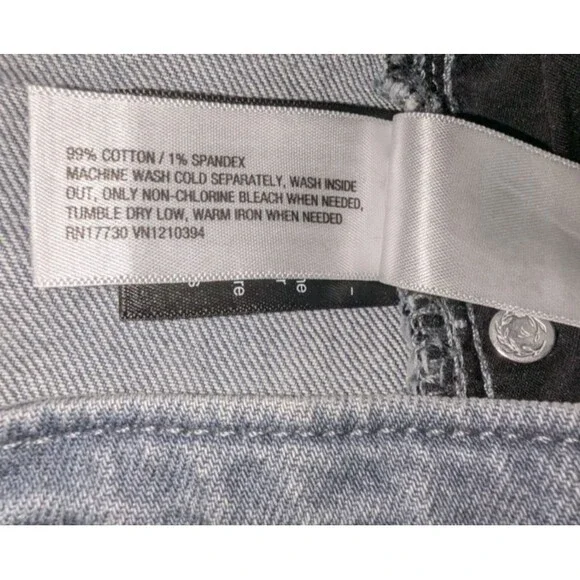 99% COTTON / 1% SPANDEX
MACHINE WASH COLD SEPARATELY, WASH INSIDE
OUT, ONLY NON-CHLORINE BLEACH WHEN NEEDED,
TUMBLE DRY LOW, WARM IRON WHEN NEEDED
RN17730 VN1210394